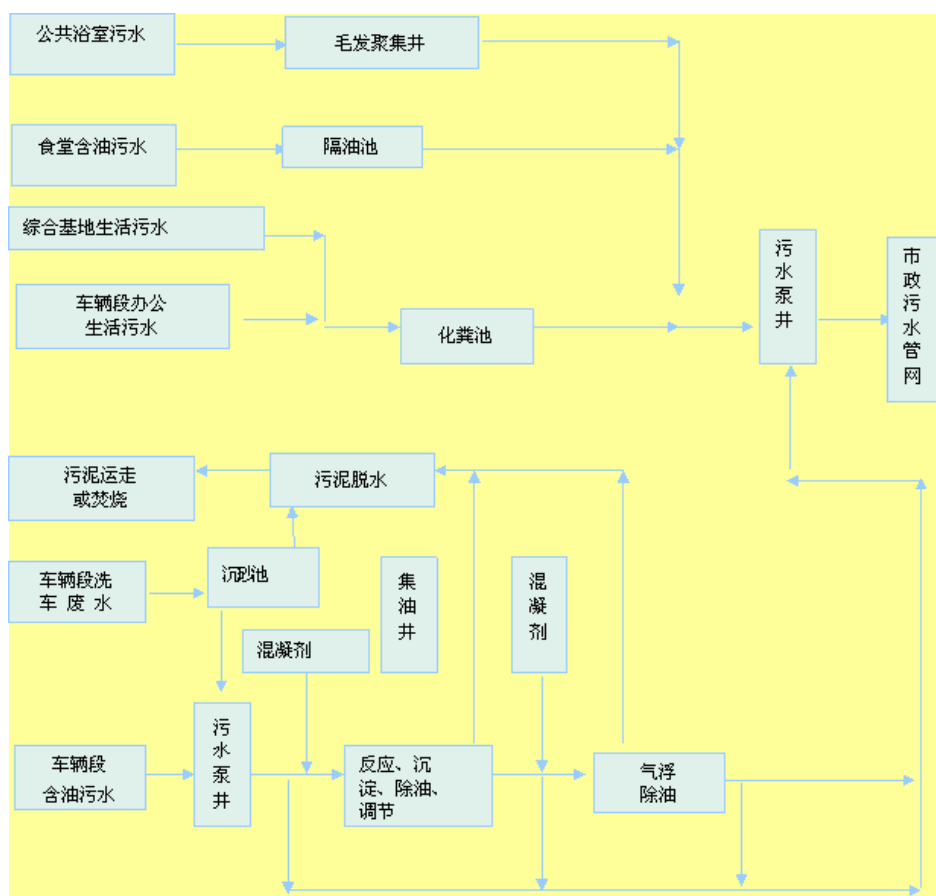 公共浴室污水
毛发聚集井
食堂含油污水
隔油池
综合基地生活污水
车辆段办公
生活污水
化粪池
污水泵井
市政污水管网
污泥运走
或焚烧
污泥脱水
车辆段洗
车 废 水
沉砂池
集油井
混凝剂
混凝剂
车辆段
含油污水
污水泵井
反应、沉
淀、除油、
调节
气浮
除油